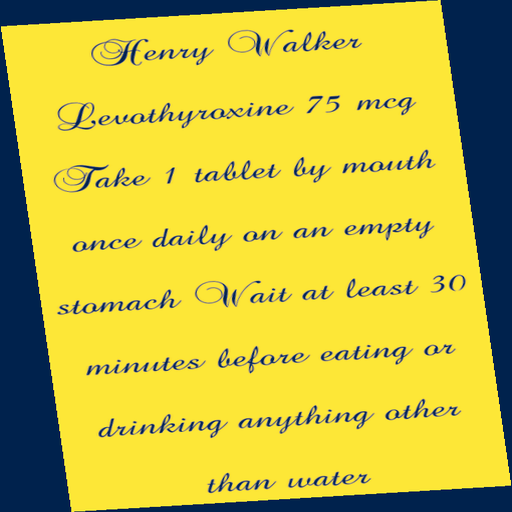 Henry Walker
Levothyroxine 75 mcg
Take 1 tablet by mouth
once daily on an empty
stomach Wait at least 30
minutes before eating or
drinking anything other
than water